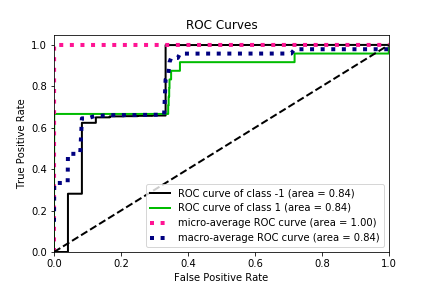 ROC Curves
1.0
0.8
0.6
0.4
0.2
0.0
True Positive Rate
ROC curve of class -1 (area = 0.84)
ROC curve of class 1 (area = 0.84)
micro-average ROC curve (area = 1.00)
macro-average ROC curve (area = 0.84)
0.0 0.2 0.4 0.6 0.8 1.0
False Positive Rate